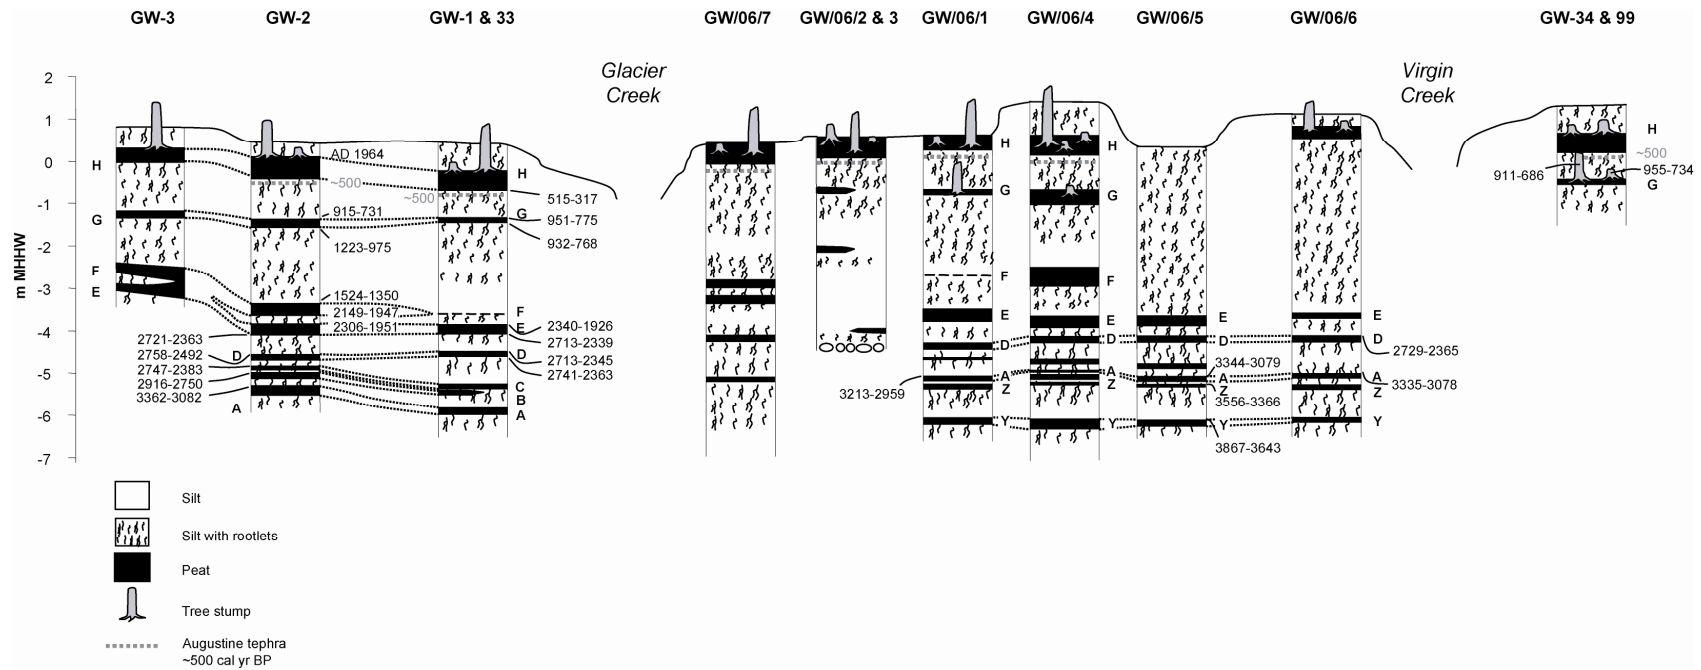 GW-3 GW-2 GW-1 & 33 GW/06/7 GW/06/2 & 3 GW/06/1 GW/06/4 GW/06/5 GW/06/6 GW-34 & 99
Glacier
Creek
Virgin
Creek
m MHHW
2
1
0
-1
-2
-3
-4
-5
-6
-7
H
G
F
E
AD 1964
~500
915-731
1223-975
1524-1350
2149-1947
2306-1951
2721-2363
2758-2492
2747-2383
2916-2750
3362-3082
D
A
~500
H
515-317
G
951-775
932-768
F
E
2340-1926
2713-2339
D
2713-2345
2741-2363
C
B
A
3213-2959
H
G
F
E
D
A
Z
Y
H
G
F
E
D
A
Z
Y
E
D
3344-3079
A
Z
3556-3366
Y
3867-3643
E
D
2729-2365
A
3335-3078
Z
Y
H
~500
911-686
955-734
G
Silt
Silt with rootlets
Peat
Tree stump
Augustine tephra
~500 cal yr BP